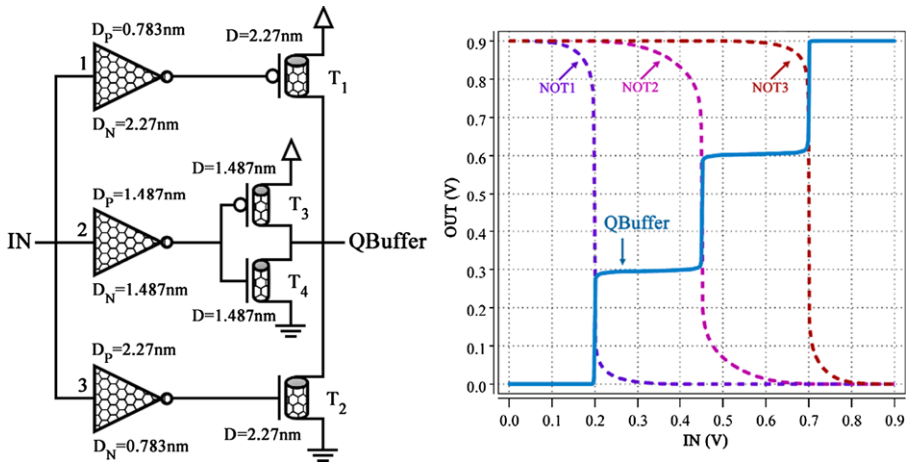 D_P=0.783nm
1
D_N=2.27nm
D=2.27nm
T_1
D_P=1.487nm
2
D_N=1.487nm
D=1.487nm
T_3
T_4
D=1.487nm
IN
QBuffer
D_P=2.27nm
3
D_N=0.783nm
T_2
D=2.27nm
OUT (V)
0.9
0.8
0.7
0.6
0.5
0.4
0.3
0.2
0.1
0.0
NOT1
NOT2
NOT3
QBuffer
0.0 0.1 0.2 0.3 0.4 0.5 0.6 0.7 0.8 0.9
IN (V)